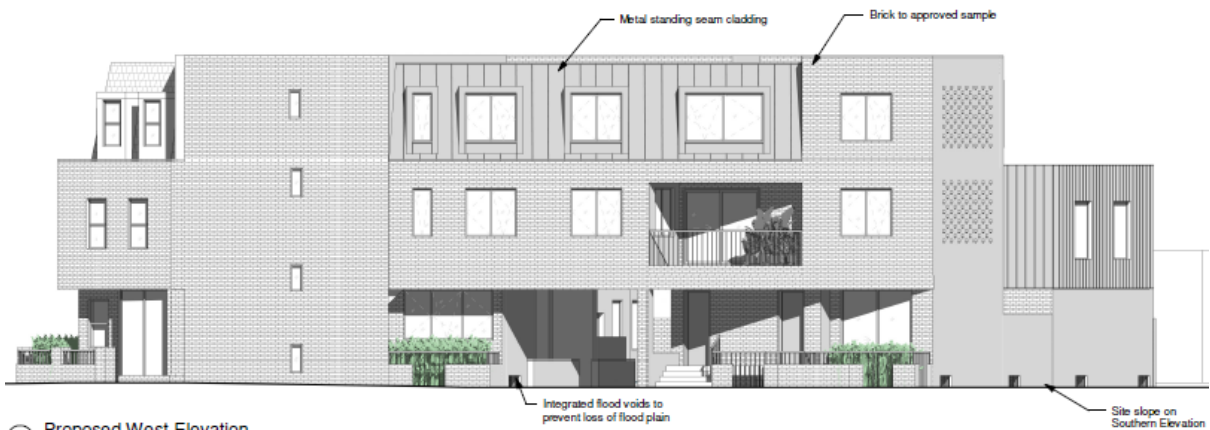 Metal standing seam cladding
Brick to approved sample
Integrated flood voids to
prevent loss of flood plain
Site slope on
Southern Elevation
Proposed West Elevation